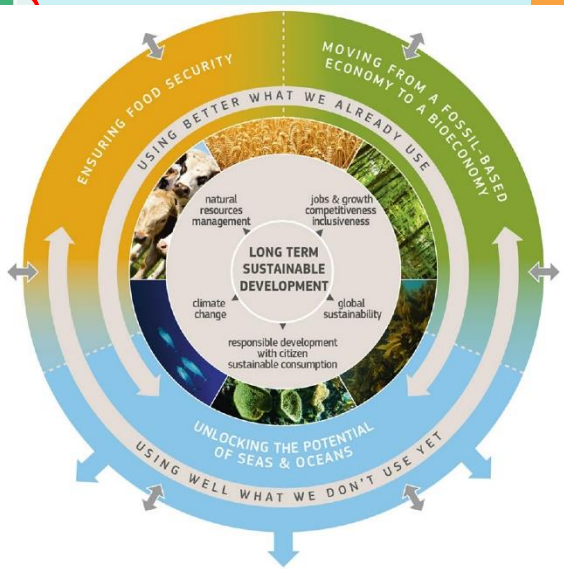 ENSURING FOOD SECURITY
MOVING FROM A FOSSIL-BASED
ECONOMY TO A BIOECONOMY
USING BETTER WHAT WE ALREADY USE
natural
resources
management
jobs & growth
competitiveness
inclusiveness
LONG TERM
SUSTAINABLE
DEVELOPMENT
climate
change
global
sustainability
responsible development
with citizen
sustainable consumption
UNLOCKING THE POTENTIAL
OF SEAS & OCEANS
USING WELL WHAT WE DON'T USE YET